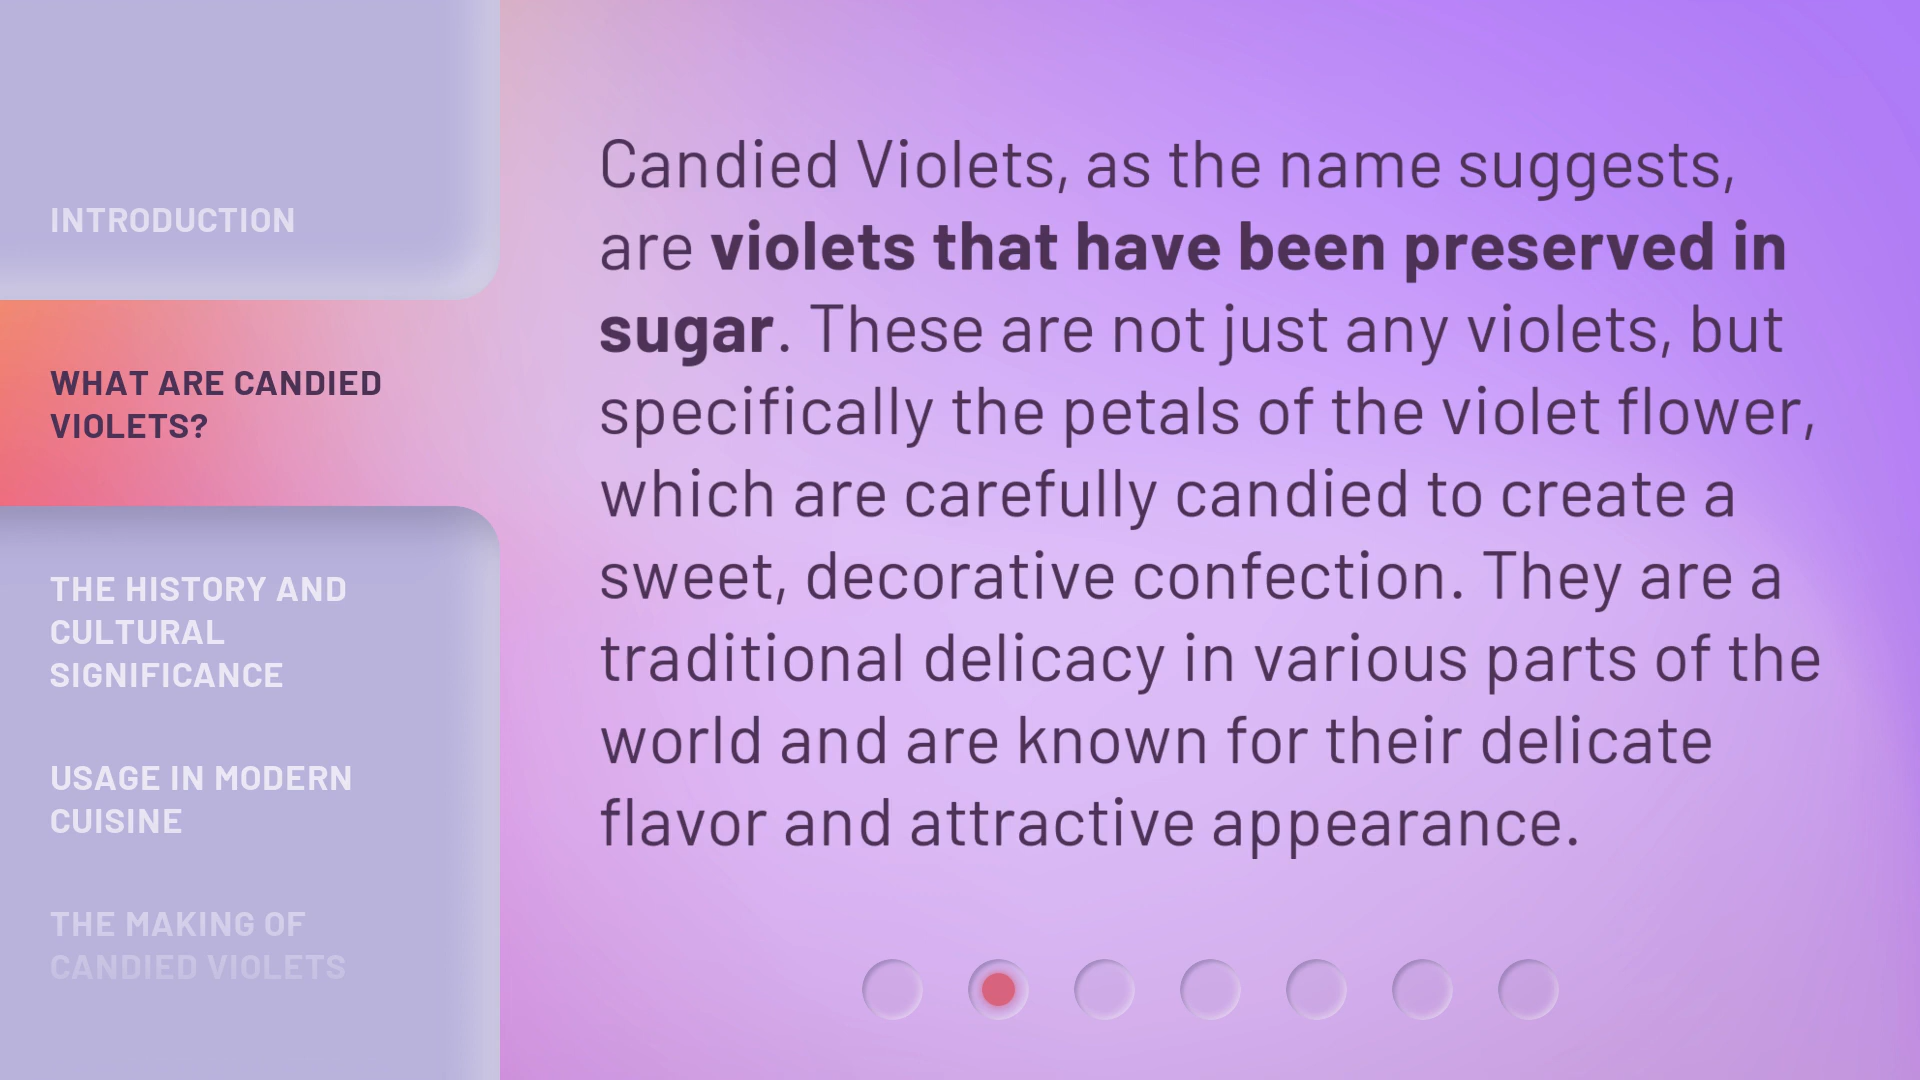 INTRODUCTION
WHAT ARE CANDIED
VIOLETS?
THE HISTORY AND
CULTURAL
SIGNIFICANCE
USAGE IN MODERN
CUISINE
THE MAKING OF
CANDIED VIOLETS
Candied Violets, as the name suggests,
are violets that have been preserved in
sugar. These are not just any violets, but
specifically the petals of the violet flower,
which are carefully candied to create a
sweet, decorative confection. They are a
traditional delicacy in various parts of the
world and are known for their delicate
flavor and attractive appearance.